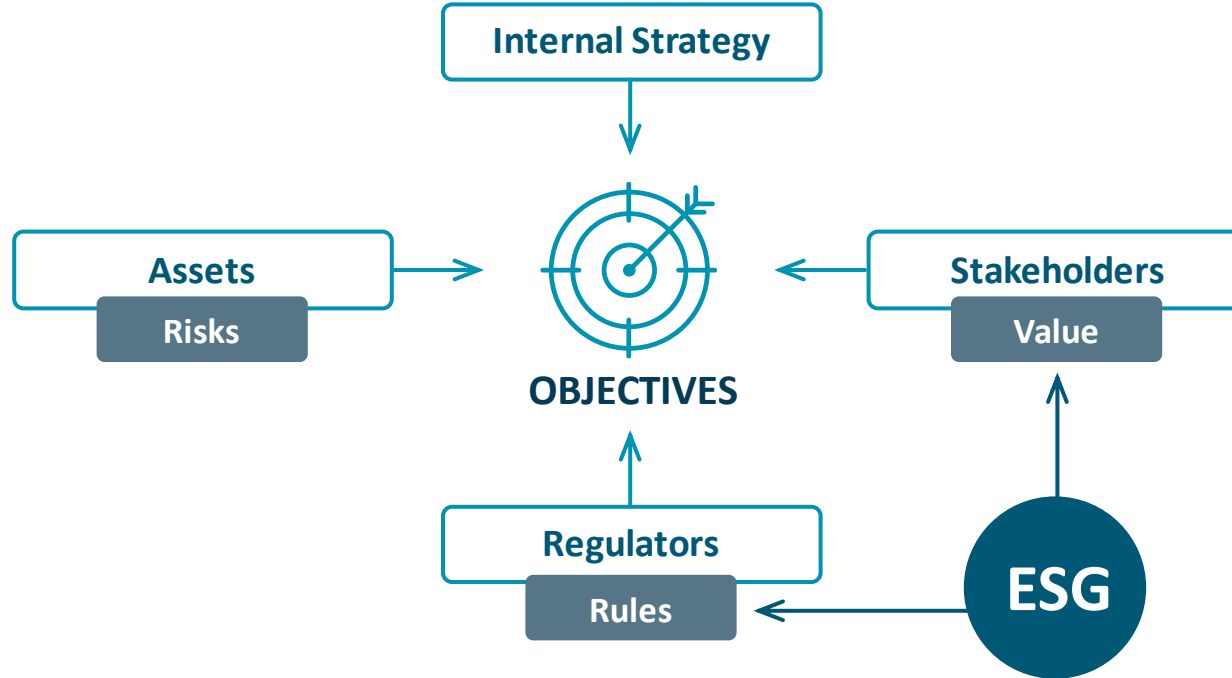 Internal Strategy
Assets
Risks
Stakeholders
Value
OBJECTIVES
Regulators
Rules
ESG